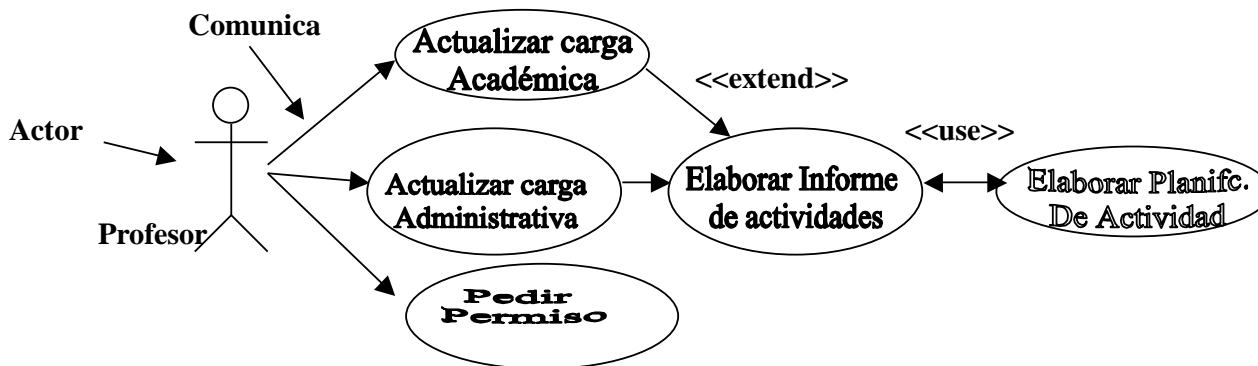 Comunica
Actualizar carga
Académica
<<extend>>
Actor
<<use>>
Actualizar carga
Administrativa
Elaborar Informe
de actividades
Elaborar Planifc.
De Actividad
Profesor
Pedir
Permiso